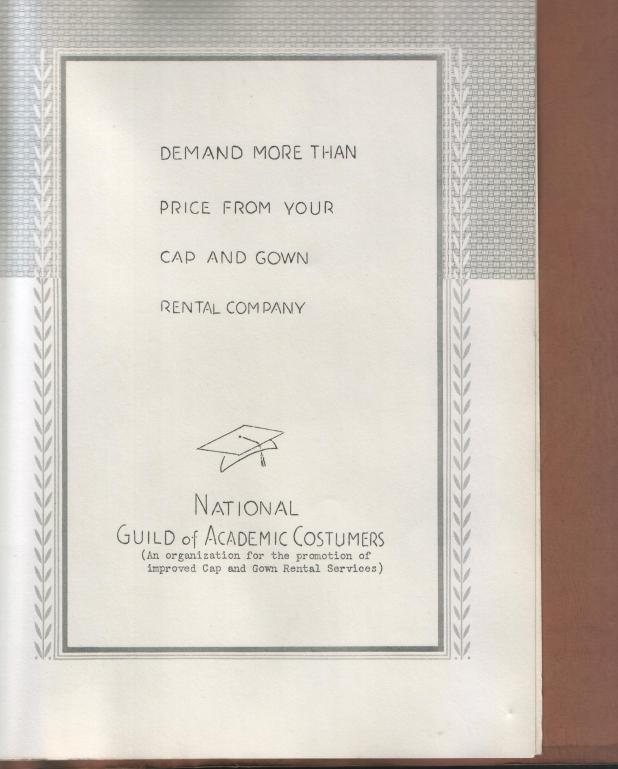 DEMAND MORE THAN
PRICE FROM YOUR
CAP AND GOWN
RENTAL COMPANY
NATIONAL
GUILD of ACADEMIC COSTUMERS
(An organization for the promotion of
improved Cap and Gown Rental Services)